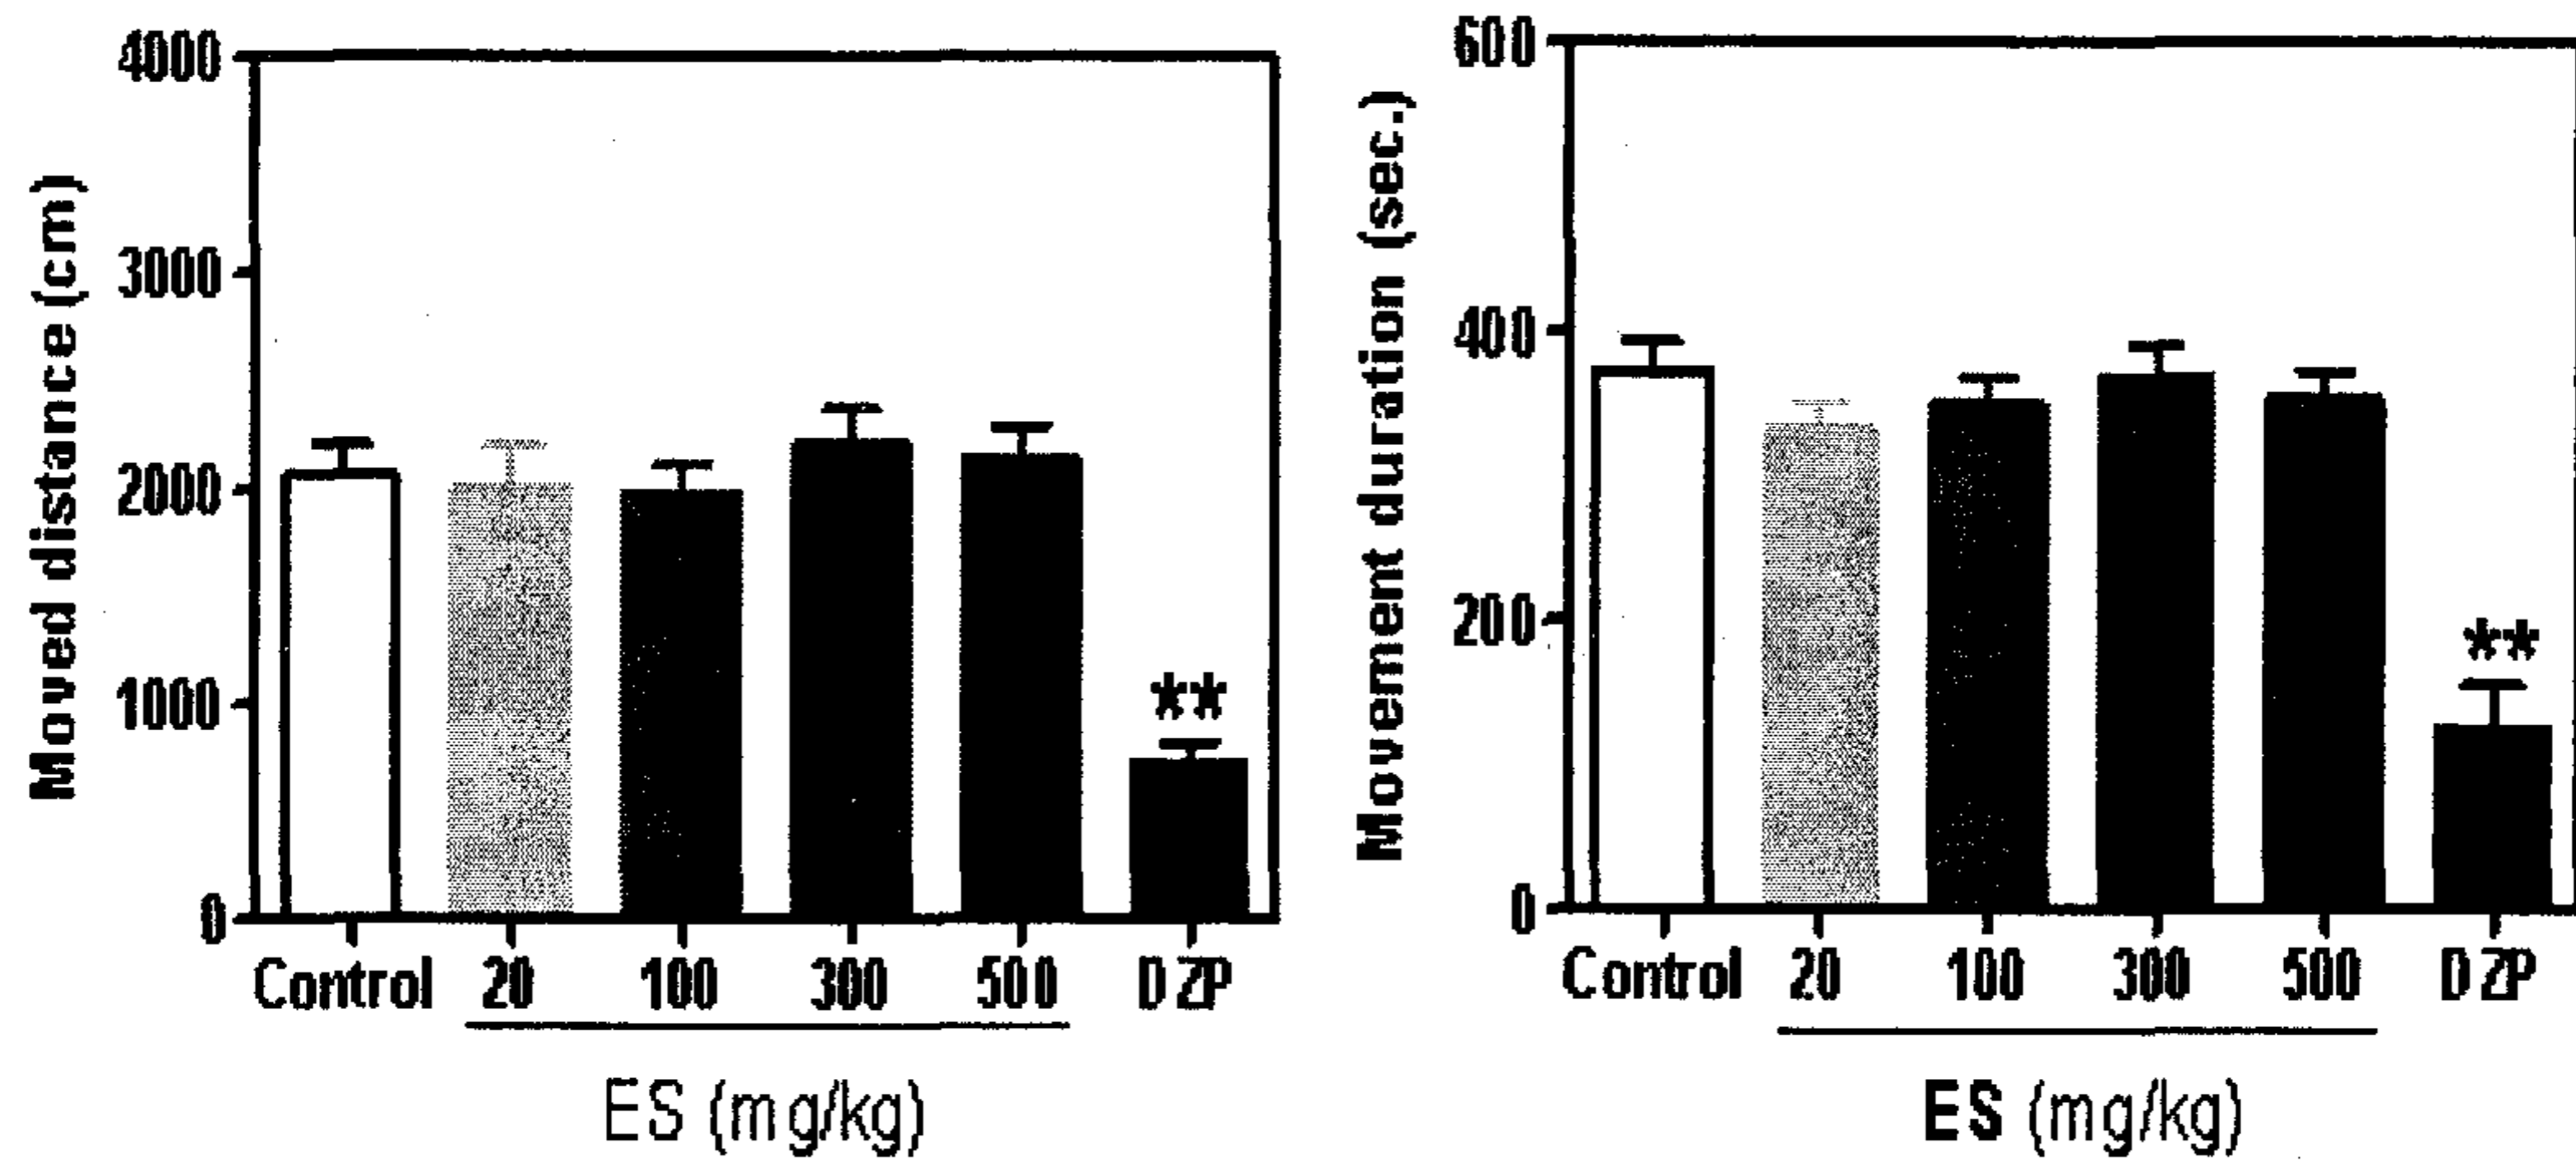 Moved distance (cm)
4000
3000
2000
1000
0
**
Control 20 100 300 500 DZP
ES (mg/kg)
Movement duration (sec.)
600
400
200
0
**
Control 20 100 300 500 DZP
ES (mg/kg)